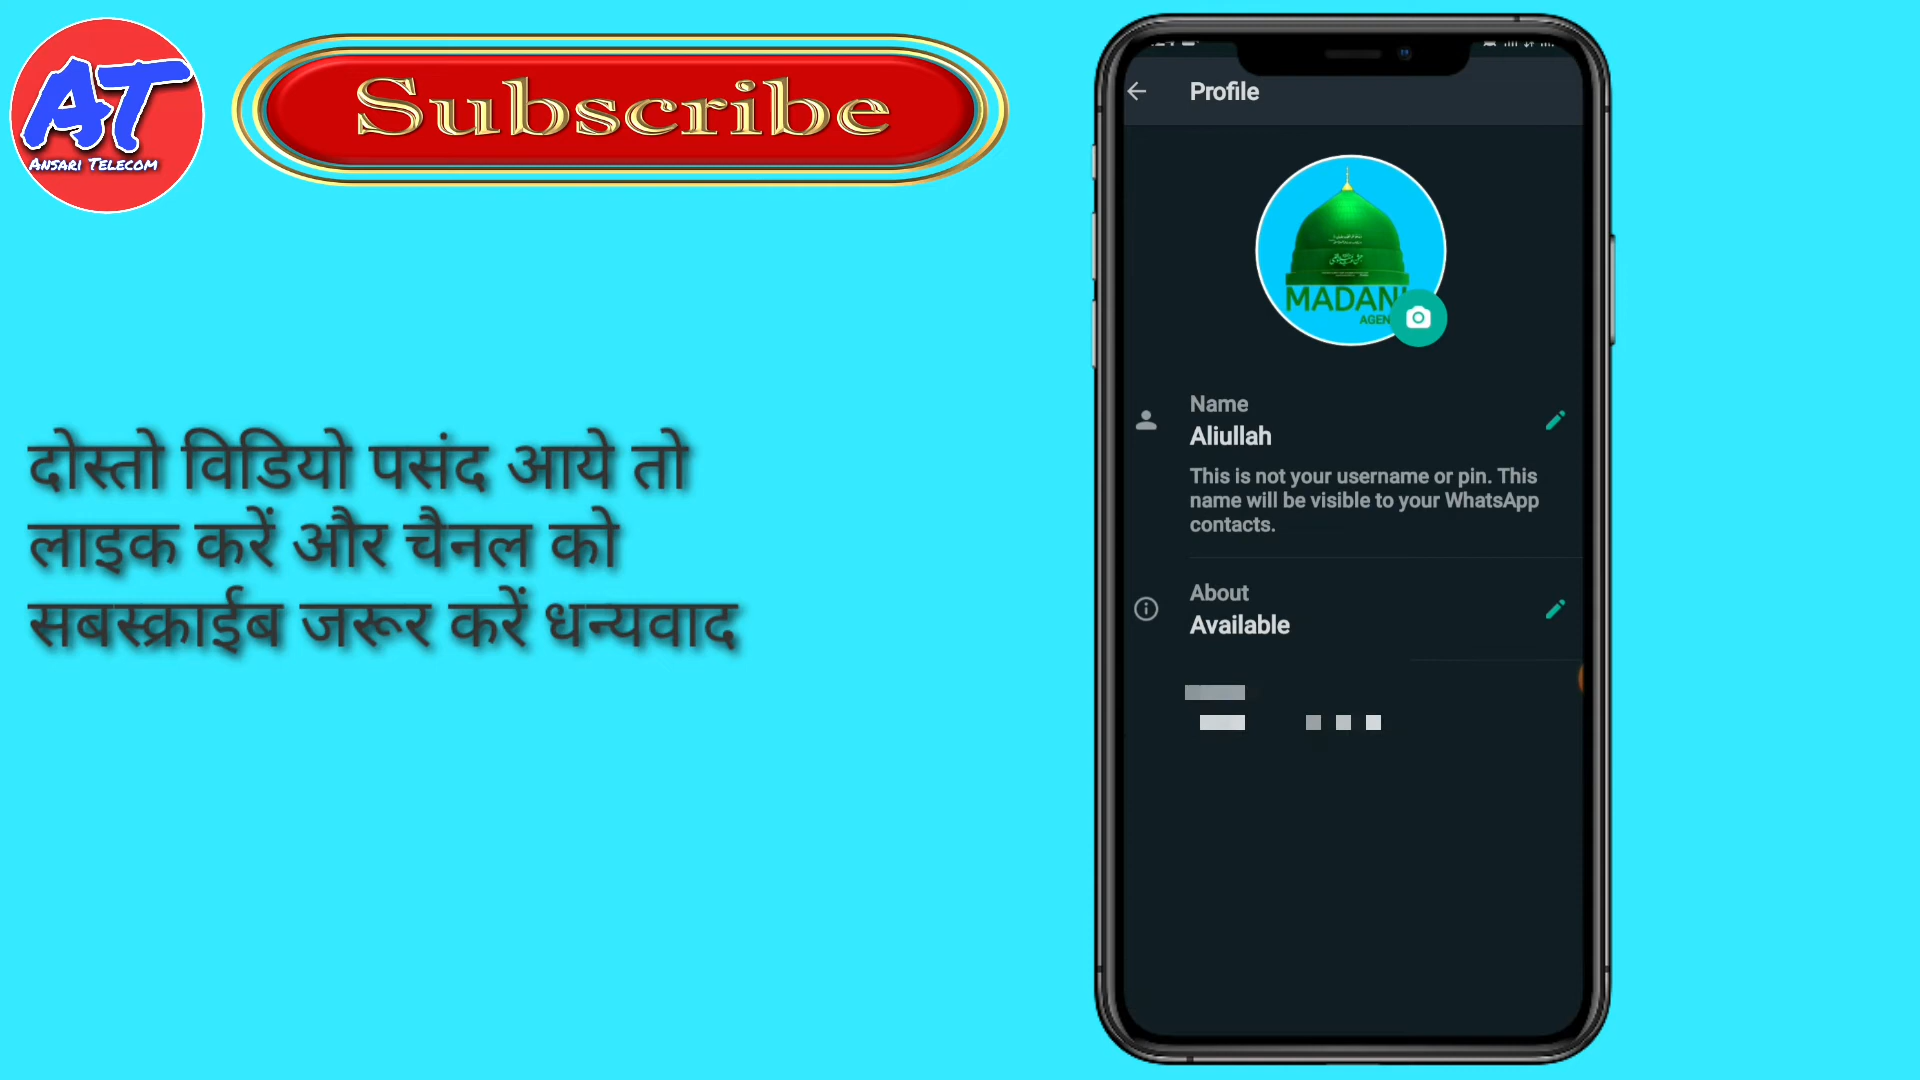 AT
ANSARI TELECOM
Subscribe
दोस्तो विडियो पसंद आये तो
लाइक करें और चैनल को
सबस्क्राईब जरूर करें धन्यवाद
Profile
MADANI
Name
Aliullah
This is not your username or pin. This
name will be visible to your WhatsApp
contacts.
About
Available